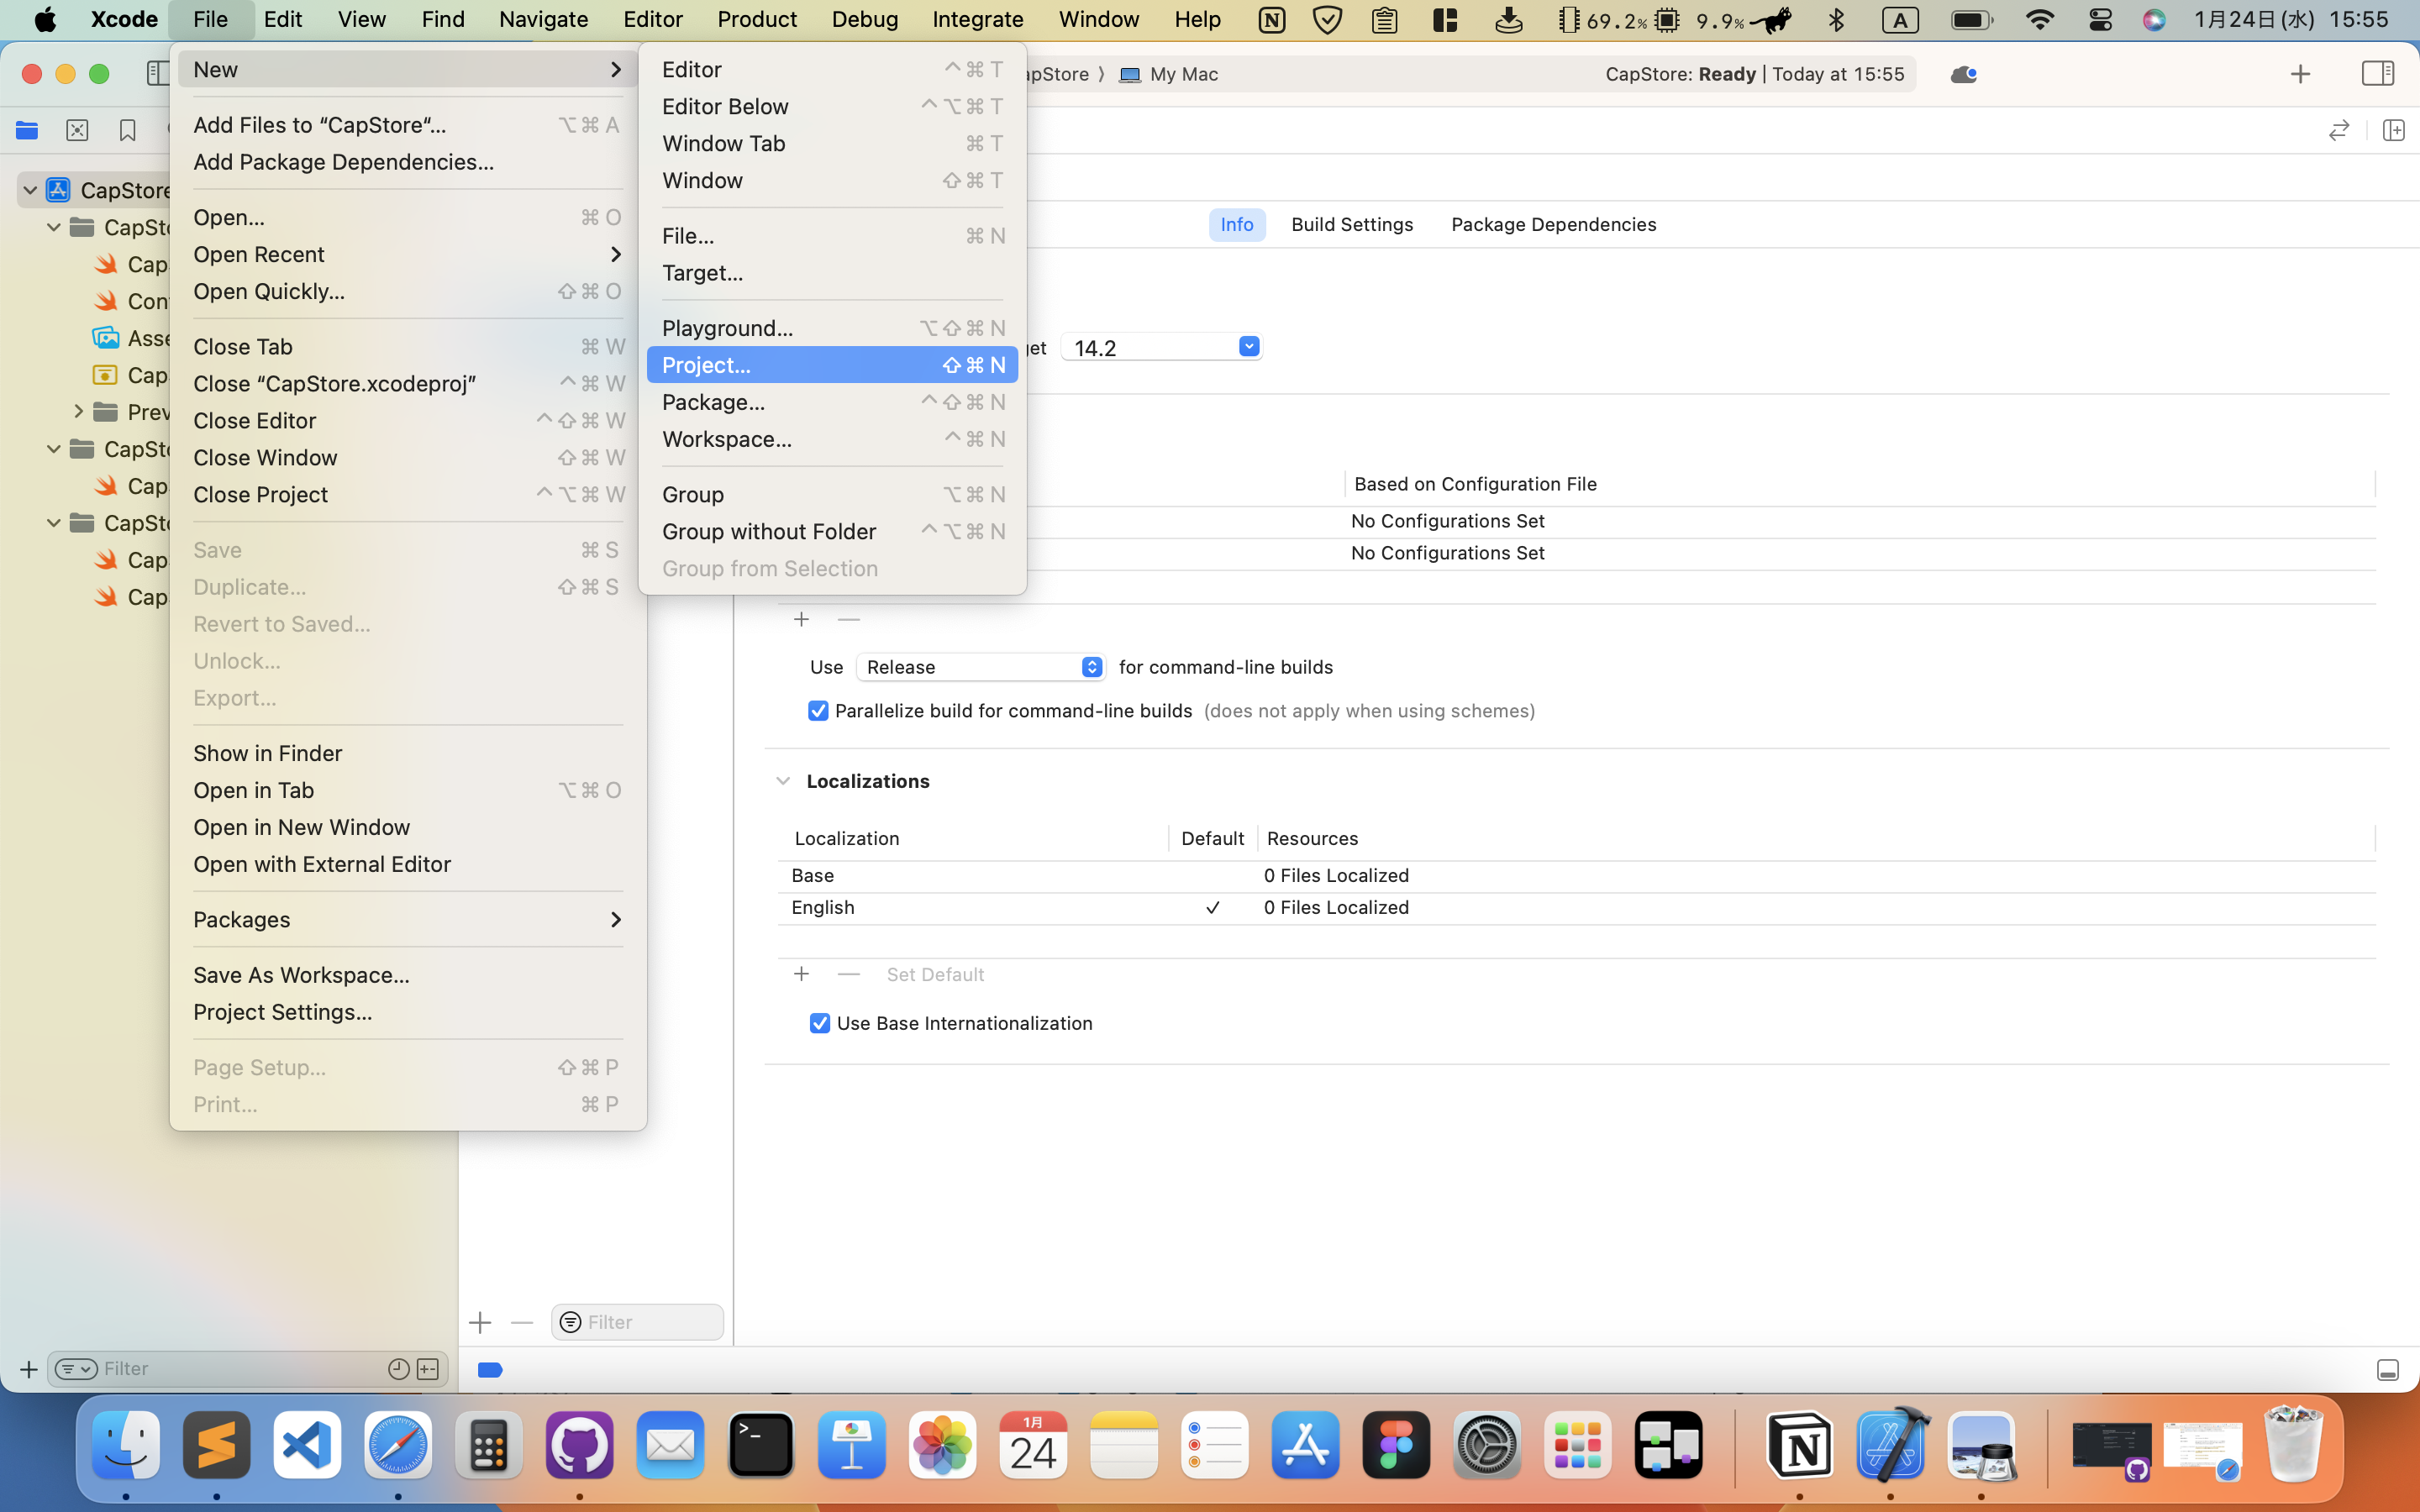 Xcode File Edit View Find Navigate Editor Product Debug Integrate Window Help 69.2% 9.9% A 1月24日(水) 15:55
My Mac
CapStore: Ready | Today at 15:55
New
Add Files to “CapStore“... ⌥⌘A
Add Package Dependencies...
Open... ⌘O
Open Recent
Open Quickly... ⇧⌘O
Close Tab ⌘W
Close “CapStore.xcodeproj” ^⌘W
Close Editor ^⇧⌘W
Close Window ⇧⌘W
Close Project ^⌥⌘W
Save ⌘S
Duplicate... ⇧⌘S
Revert to Saved...
Unlock...
Export...
Show in Finder
Open in Tab ⌥⌘O
Open in New Window
Open with External Editor
Packages
Save As Workspace...
Project Settings...
Page Setup... ⇧⌘P
Print... ⌘P
Editor ^⌘T
Editor Below ^⌥⌘T
Window Tab ⌘T
Window ⇧⌘T
File... ⌘N
Target...
Playground... ⌥⇧⌘N
Project... ⇧⌘N
Package... ^⇧⌘N
Workspace... ^⌘N
Group ⌥⌘N
Group without Folder ^⌥⌘N
Group from Selection
CapStore
Cap
Cap
Cap
Cap
Cap
Info Build Settings Package Dependencies
14.2
Based on Configuration File
No Configurations Set
No Configurations Set
Use Release for command-line builds
Parallelize build for command-line builds (does not apply when using schemes)
Localizations
Localization Default Resources
Base 0 Files Localized
English ✓ 0 Files Localized
Set Default
Use Base Internationalization
Filter
Filter
1月
24